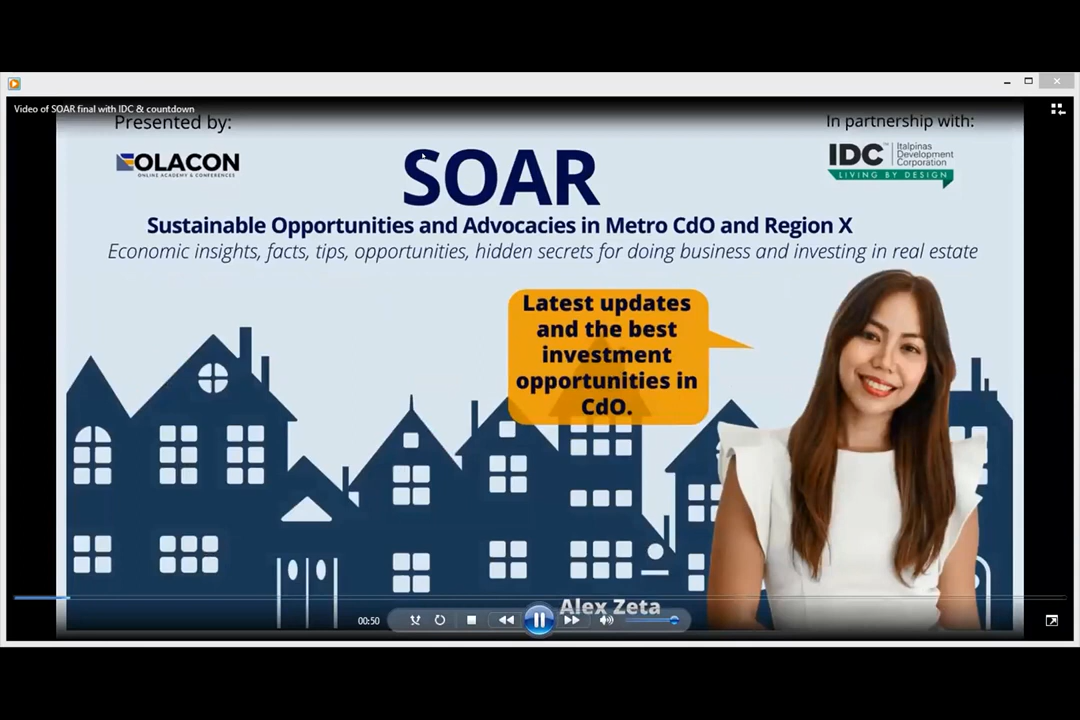 Video of SOAR final with IDC & countdown
Presented by:
In partnership with:
OLACON
ONLINE ACADEMY & CONFERENCES
IDC
Italpinas
Development
Corporation
LIVING BY DESIGN
SOAR
Sustainable Opportunities and Advocacies in Metro CdO and Region X
Economic insights, facts, tips, opportunities, hidden secrets for doing business and investing in real estate
Latest updates
and the best
investment
opportunities in
CdO.
Alex Zeta
00:50